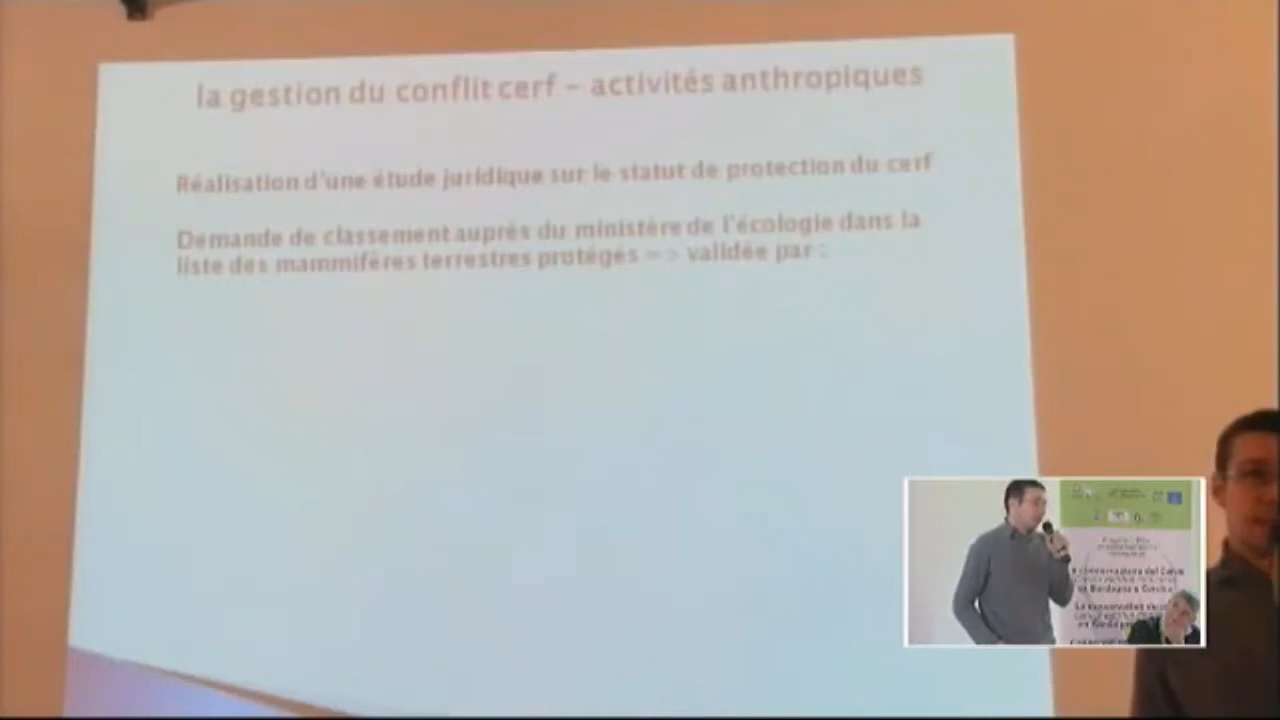 la gestion du conflit cerf – activités anthropiques
Réalisation d'une étude juridique sur le statut de protection du cerf
Demande de classement auprès du ministère de l'écologie dans la
liste des mammifères terrestres protégés => validée par :